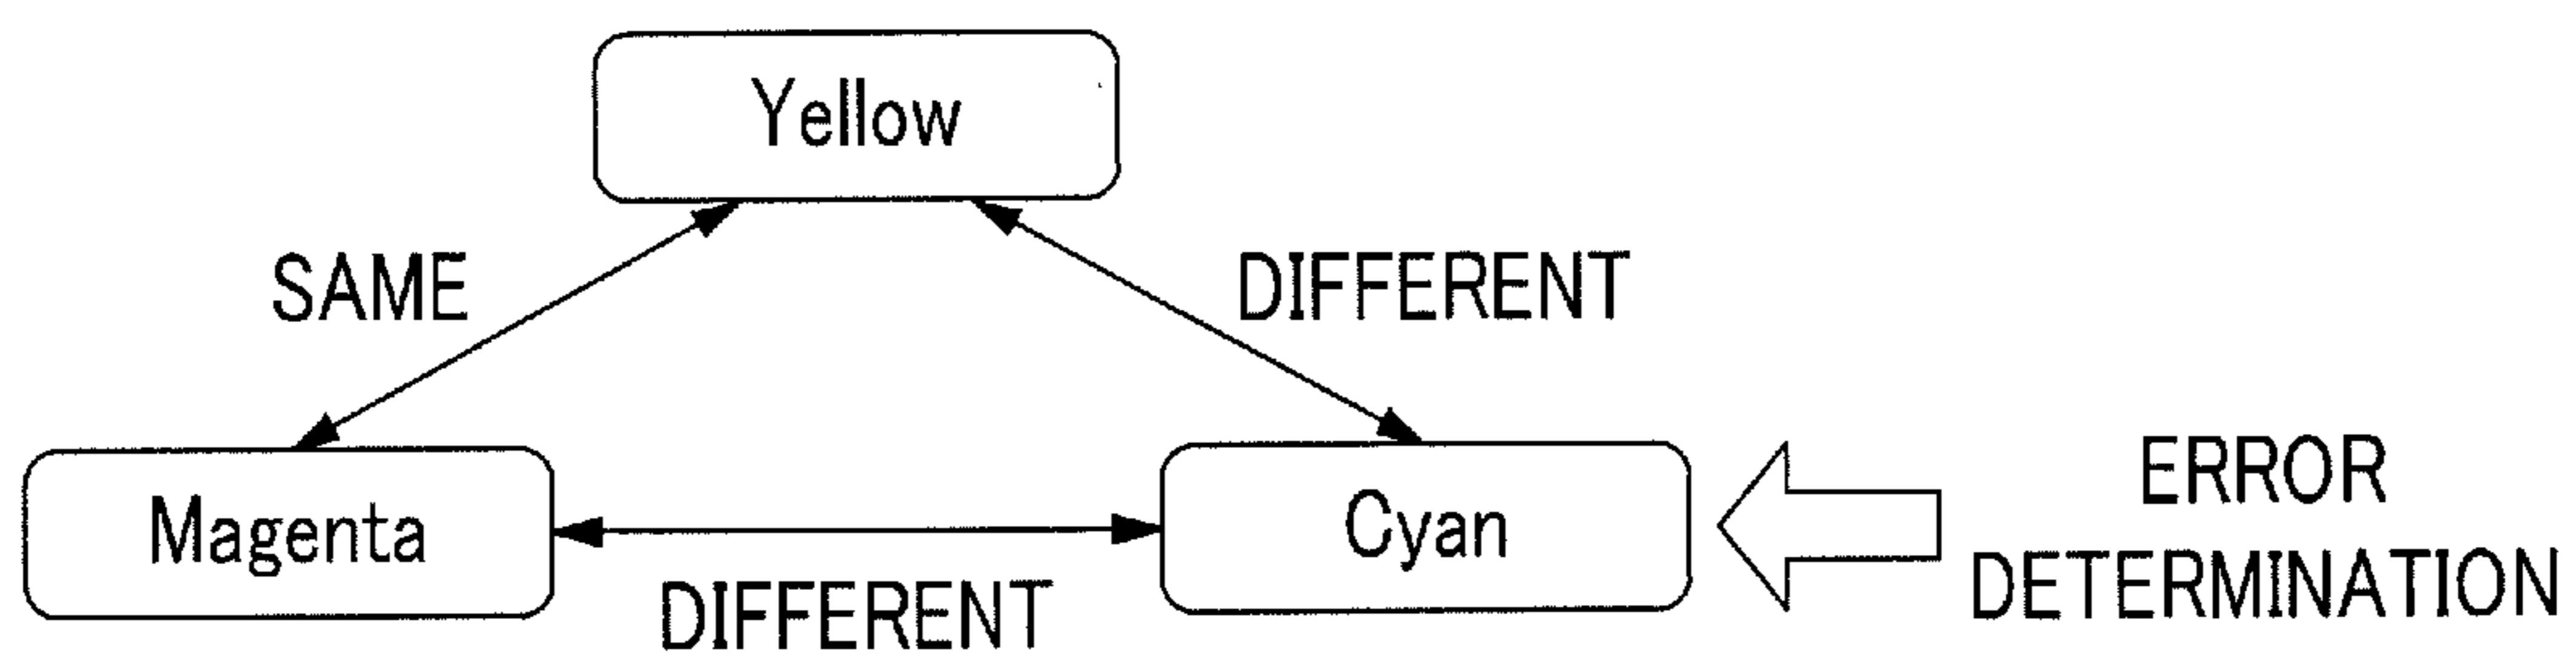 Yellow
SAME
DIFFERENT
Magenta
Cyan
ERROR
DETERMINATION
DIFFERENT